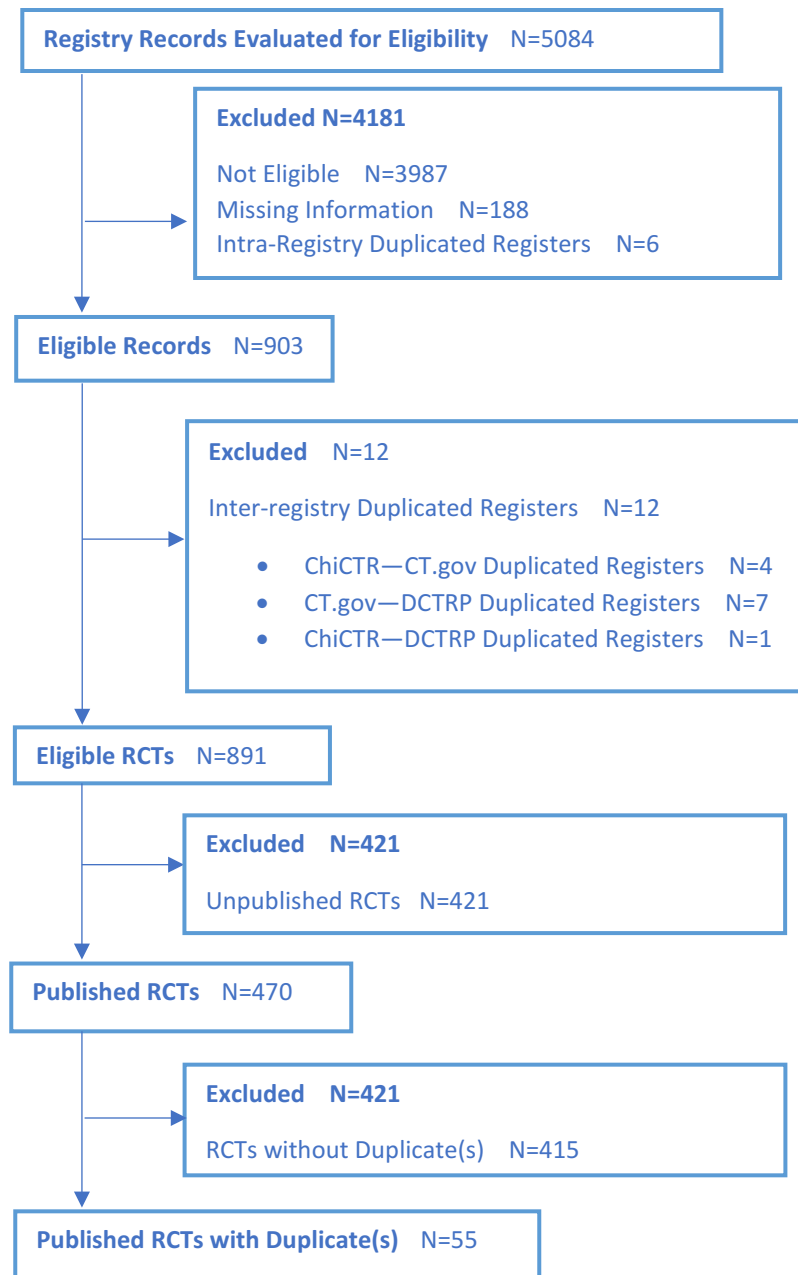 Registry Records Evaluated for Eligibility N=5084
Excluded N=4181
Not Eligible N=3987
Missing Information N=188
Intra-Registry Duplicated Registers N=6
Eligible Records N=903
Excluded N=12
Inter-registry Duplicated Registers N=12
• ChiCTR—CT.gov Duplicated Registers N=4
• CT.gov—DCTRP Duplicated Registers N=7
• ChiCTR—DCTRP Duplicated Registers N=1
Eligible RCTs N=891
Excluded N=421
Unpublished RCTs N=421
Published RCTs N=470
Excluded N=421
RCTs without Duplicate(s) N=415
Published RCTs with Duplicate(s) N=55